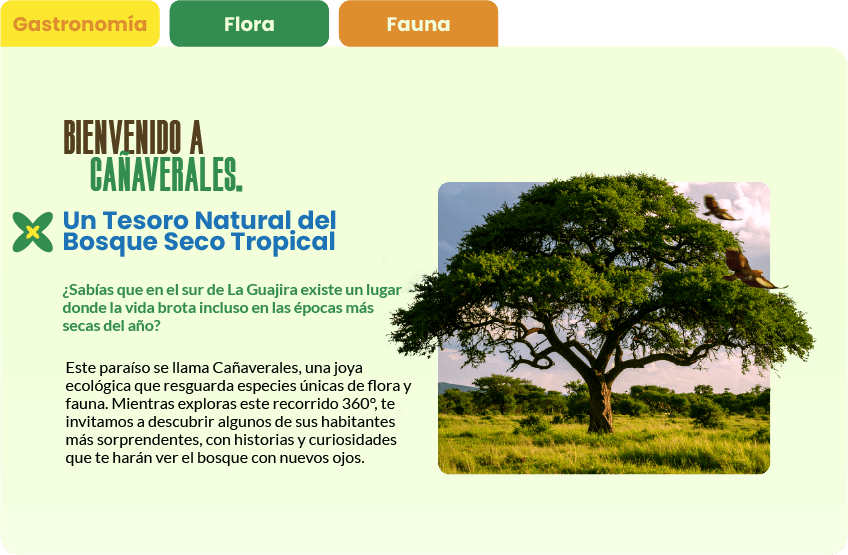 Gastronomía
Flora
Fauna
BIENVENIDO A
CAÑAVERALES.
Un Tesoro Natural del
Bosque Seco Tropical
¿Sabías que en el sur de La Guajira existe un lugar
donde la vida brota incluso en las épocas más
secas del año?
Este paraíso se llama Cañaverales, una joya
ecológica que resguarda especies únicas de flora y
fauna. Mientras exploras este recorrido 360°, te
invitamos a descubrir algunos de sus habitantes
más sorprendentes, con historias y curiosidades
que te harán ver el bosque con nuevos ojos.